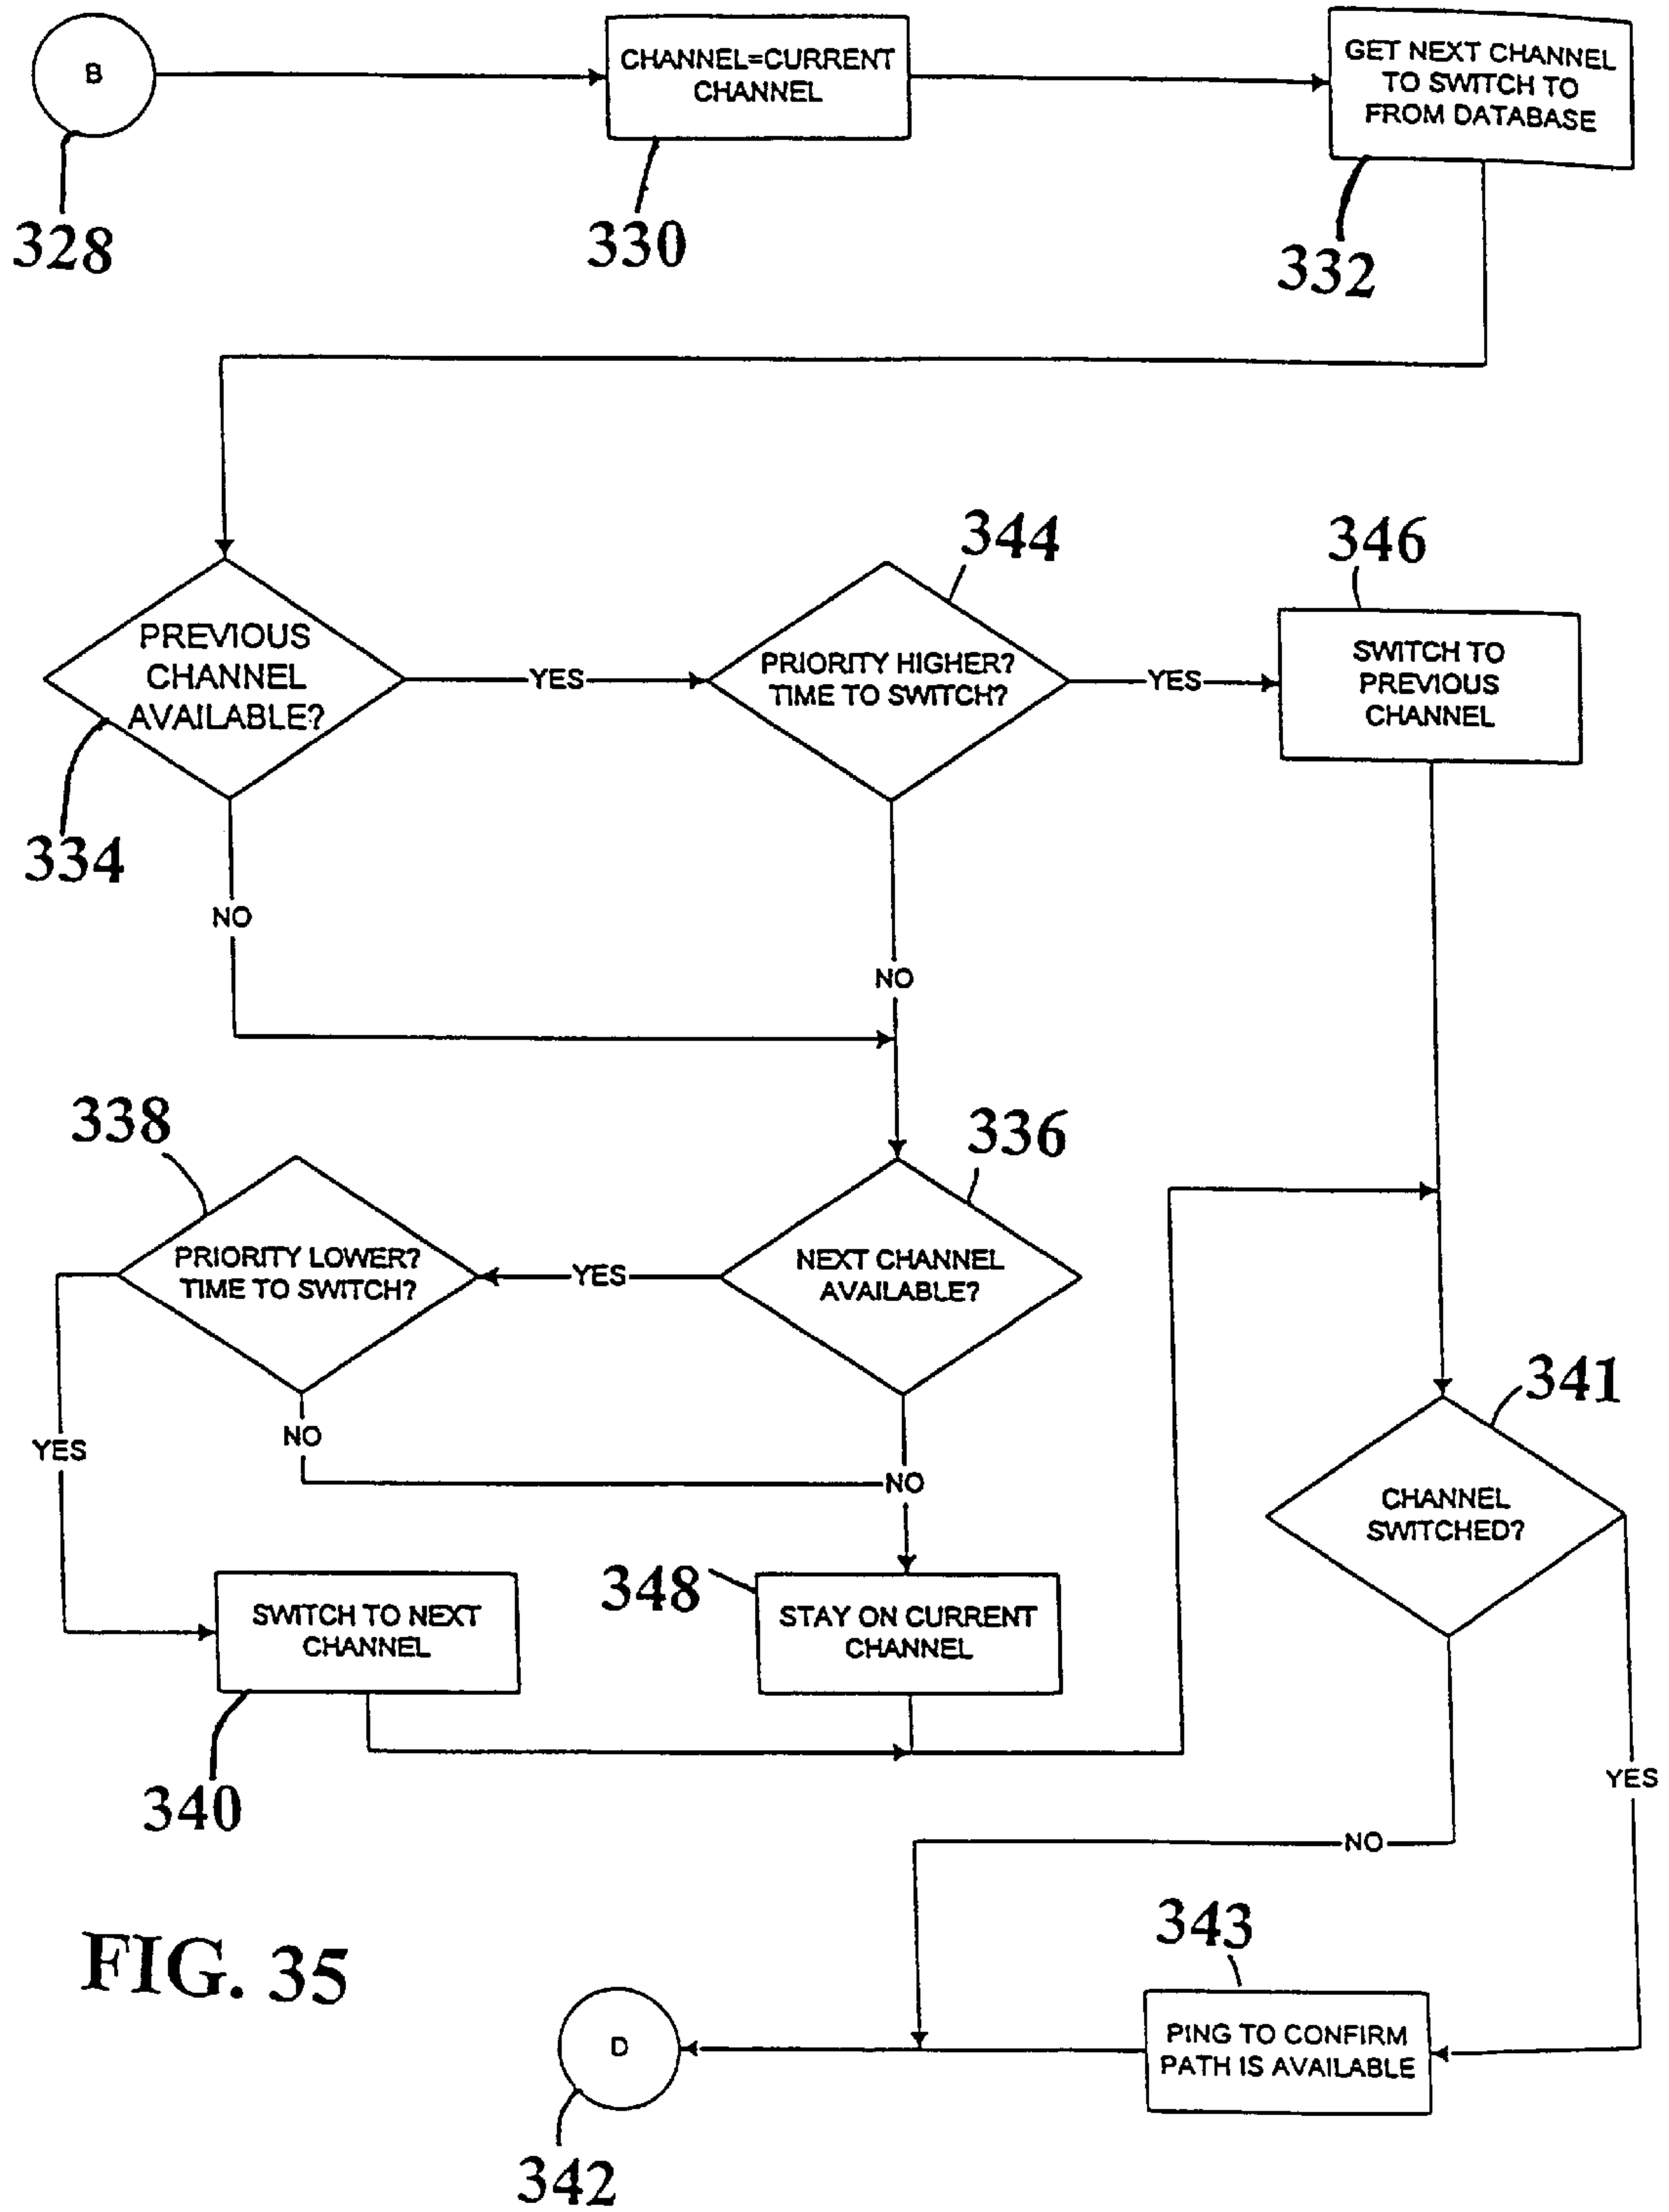 B
CHANNEL=CURRENT
CHANNEL
GET NEXT CHANNEL
TO SWITCH TO
FROM DATABASE
328
330
332
344
346
PREVIOUS
CHANNEL
AVAILABLE?
YES
PRIORITY HIGHER?
TIME TO SWITCH?
YES
SWITCH TO
PREVIOUS
CHANNEL
334
NO
NO
338
336
PRIORITY LOWER?
TIME TO SWITCH?
YES
NEXT CHANNEL
AVAILABLE?
341
YES
NO
NO
CHANNEL
SWITCHED?
348
SWITCH TO NEXT
CHANNEL
STAY ON CURRENT
CHANNEL
340
YES
NO
343
FIG. 35
D
PING TO CONFIRM
PATH IS AVAILABLE
342